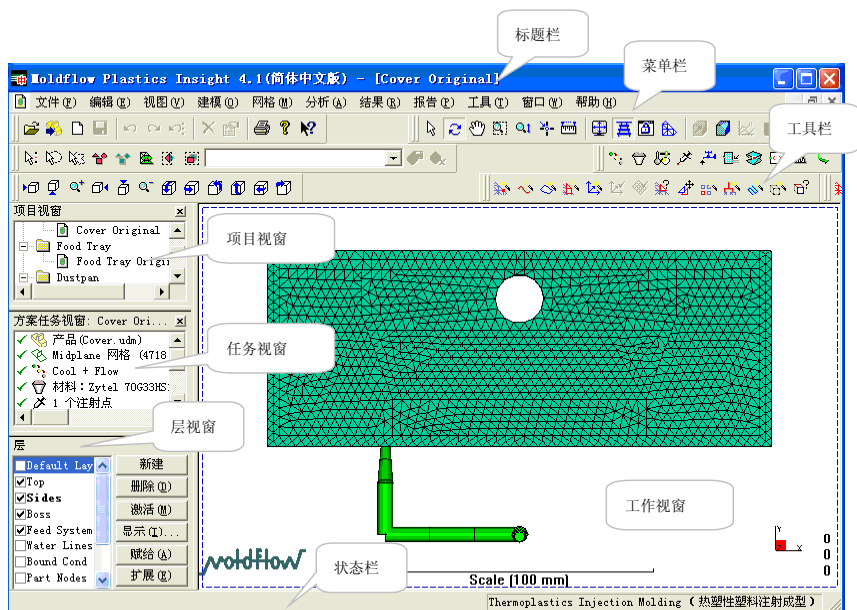 标题栏
菜单栏
Moldflow Plastics Insight 4.1(简体中文版) - [Cover Original]
文件(F) 编辑(E) 视图(V) 建模(O) 网格(M) 分析(A) 结果(R) 报告(P) 工具(T) 窗口(W) 帮助(H)
工具栏
项目视窗
Cover Original
Food Tray
Food Tray Origi
Dustpan
项目视窗
方案任务视窗: Cover Ori...
产品(Cover.udm)
Midplane 网格 (4718
Cool + Flow
材料：Zytel 70G33HS
1 个注射点
任务视窗
层视窗
层
Default Lay
Top
Sides
Boss
Feed System
Water Lines
Bound Cond
Part Nodes
新建
删除(D)
激活(M)
显示(I)...
赋给(A)
扩展(E)
工作视窗
Y
X
0
0
0
moldflow
状态栏
Scale (100 mm)
Thermoplastics Injection Molding (热塑性塑料注射成型)